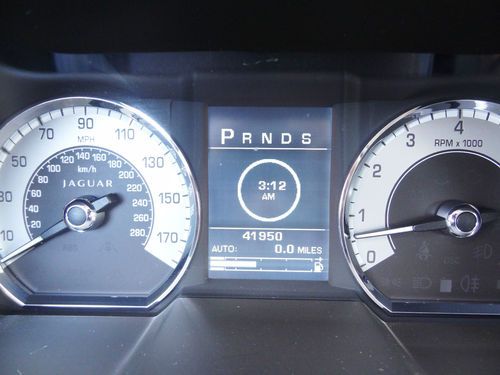 10 30 50 70 90 110 130 150 170
MPH
20 40 60 80 100 120 140 160 180 200 220 240 260 280
km/h
JAGUAR
P R N D S
3:12
AM
41950
AUTO: 0.0 MILES
0 1 2 3 4
RPM x 1000